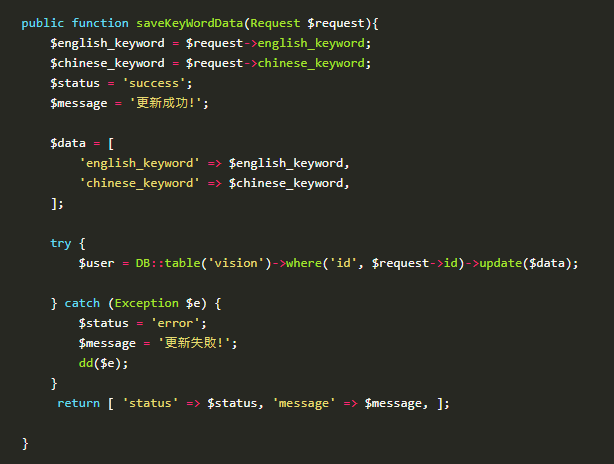 public function saveKeyWordData(Request $request){
    $english_keyword = $request->english_keyword;
    $chinese_keyword = $request->chinese_keyword;
    $status = 'success';
    $message = '更新成功!';

    $data = [
        'english_keyword' => $english_keyword,
        'chinese_keyword' => $chinese_keyword,
    ];

    try {
        $user = DB::table('vision')->where('id', $request->id)->update($data);

    } catch (Exception $e) {
        $status = 'error';
        $message = '更新失敗!';
        dd($e);
    }
     return [ 'status' => $status, 'message' => $message, ];

}